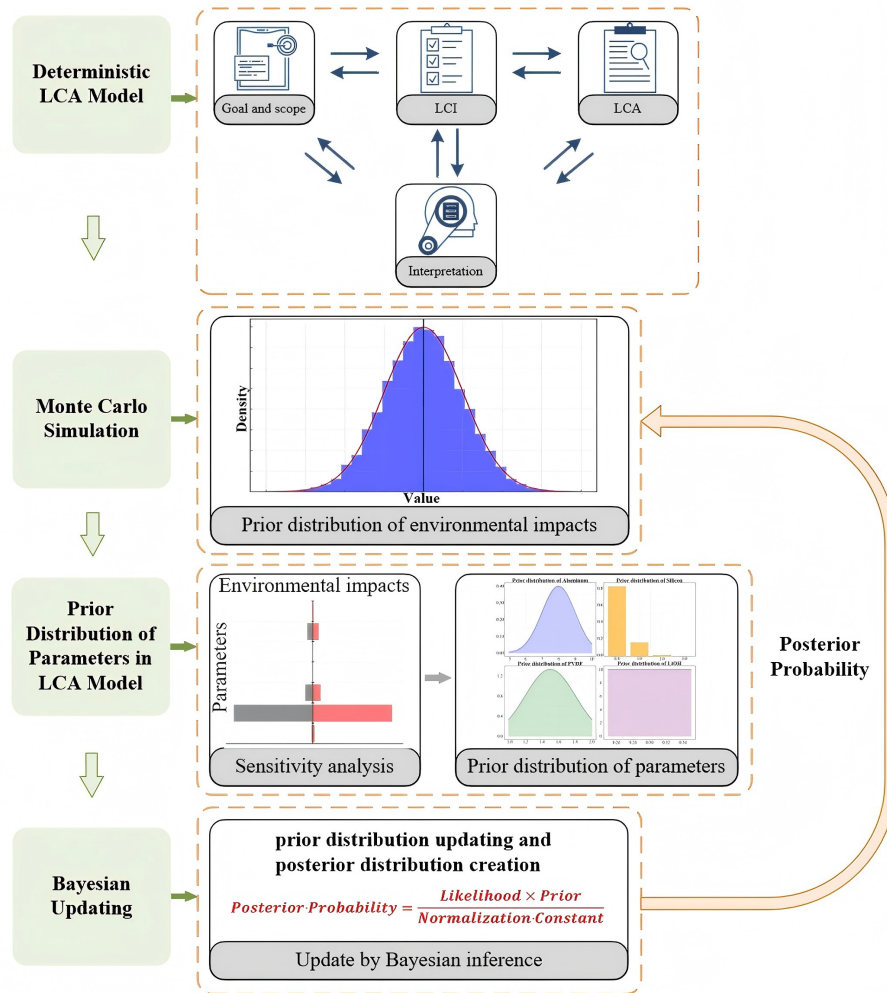 Deterministic
LCA Model
Goal and scope
LCI
LCA
Interpretation
Monte Carlo
Simulation
Density
Value
Prior distribution of environmental impacts
Prior
Distribution of
Parameters in
LCA Model
Environmental impacts
Parameters
Sensitivity analysis
Prior distribution of Aluminum
Prior distribution of Silicon
Prior distribution of PVDF
Prior distribution of LiOH
Prior distribution of parameters
Posterior
Probability
Bayesian
Updating
prior distribution updating and
posterior distribution creation
Posterior·Probability = Likelihood × Prior
Normalization·Constant
Update by Bayesian inference